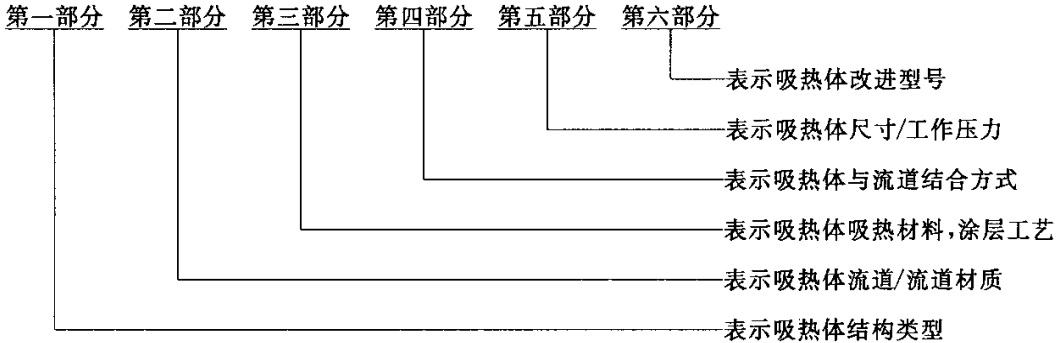 第一部分 第二部分 第三部分 第四部分 第五部分 第六部分
表示吸热体改进型号
表示吸热体尺寸/工作压力
表示吸热体与流道结合方式
表示吸热体吸热材料,涂层工艺
表示吸热体流道/流道材质
表示吸热体结构类型